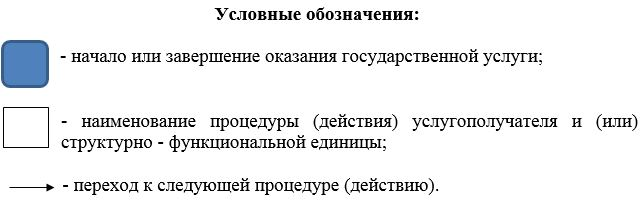 Условные обозначения:
- начало или завершение оказания государственной услуги;
- наименование процедуры (действия) услугополучателя и (или)
структурно - функциональной единицы;
- переход к следующей процедуре (действию).